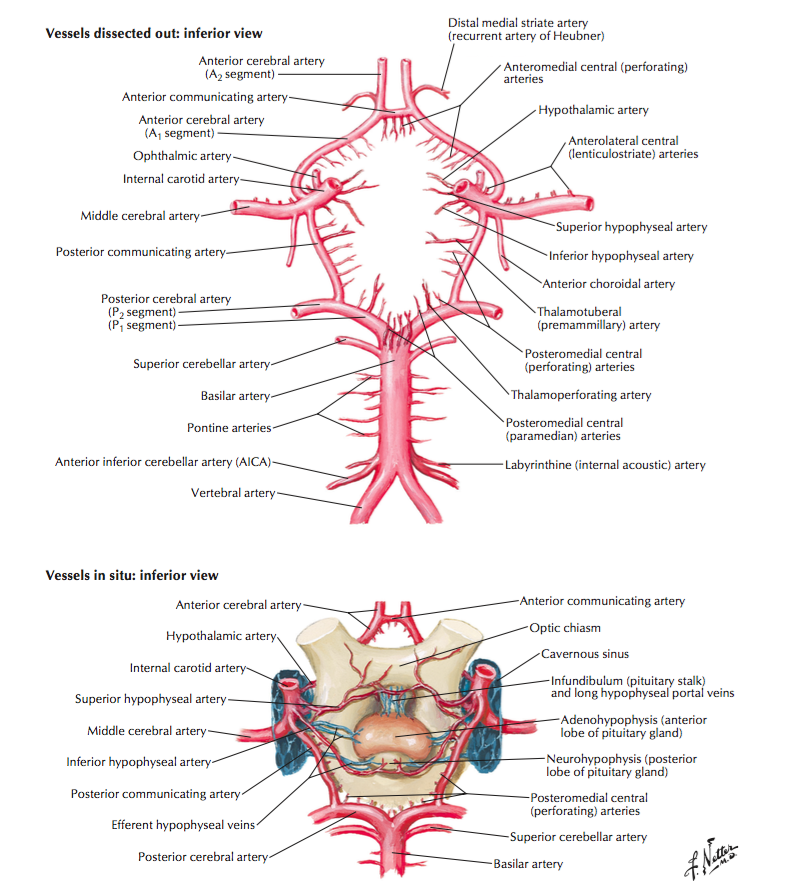 Vessels dissected out: inferior view
Distal medial striate artery
(recurrent artery of Heubner)
Anterior cerebral artery
(A2 segment)
Anterior communicating artery
Anterior cerebral artery
(A1 segment)
Ophthalmic artery
Internal carotid artery
Middle cerebral artery
Posterior communicating artery
Posterior cerebral artery
(P2 segment)
(P1 segment)
Superior cerebellar artery
Basilar artery
Pontine arteries
Anterior inferior cerebellar artery (AICA)
Vertebral artery
Anteromedial central (perforating)
arteries
Hypothalamic artery
Anterolateral central
(lenticulostriate) arteries
Superior hypophyseal artery
Inferior hypophyseal artery
Anterior choroidal artery
Thalamotuberal
(premammillary) artery
Posteromedial central
(perforating) arteries
Thalamoperforating artery
Posteromedial central
(paramedian) arteries
Labyrinthine (internal acoustic) artery
Vessels in situ: inferior view
Anterior cerebral artery
Hypothalamic artery
Internal carotid artery
Superior hypophyseal artery
Middle cerebral artery
Inferior hypophyseal artery
Posterior communicating artery
Efferent hypophyseal veins
Posterior cerebral artery
Anterior communicating artery
Optic chiasm
Cavernous sinus
Infundibulum (pituitary stalk)
and long hypophyseal portal veins
Adenohypophysis (anterior
lobe of pituitary gland)
Neurohypophysis (posterior
lobe of pituitary gland)
Posteromedial central
(perforating) arteries
Superior cerebellar artery
Basilar artery
F. Netter
M.D.